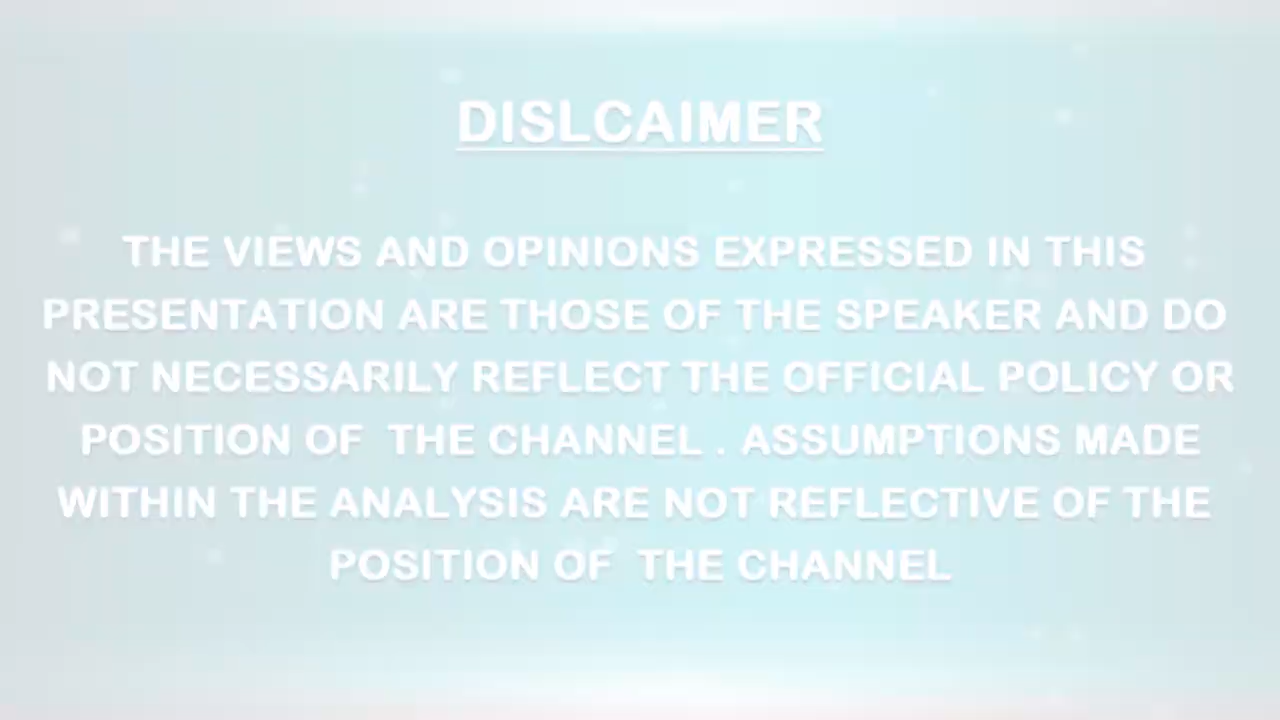 DISLCAIMER
THE VIEWS AND OPINIONS EXPRESSED IN THIS
PRESENTATION ARE THOSE OF THE SPEAKER AND DO
NOT NECESSARILY REFLECT THE OFFICIAL POLICY OR
POSITION OF  THE CHANNEL . ASSUMPTIONS MADE
WITHIN THE ANALYSIS ARE NOT REFLECTIVE OF THE
POSITION OF  THE CHANNEL